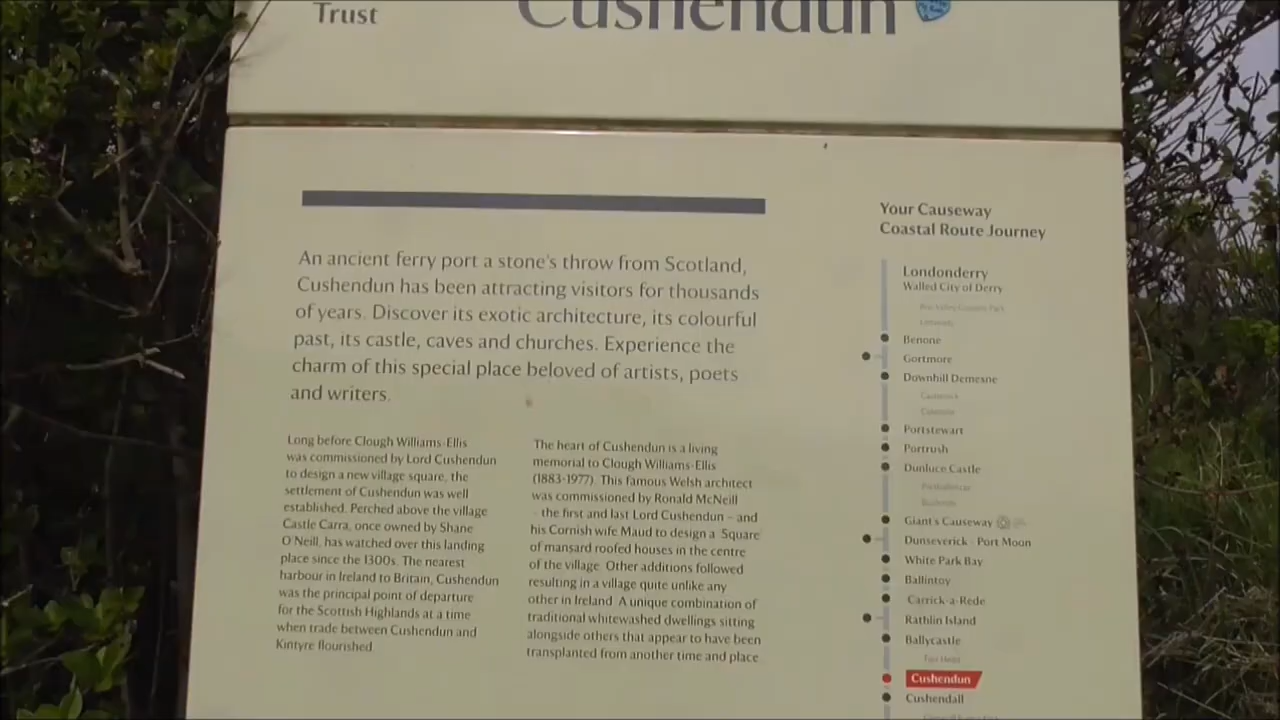 Trust
Cushendun
An ancient ferry port a stone's throw from Scotland,
Cushendun has been attracting visitors for thousands
of years. Discover its exotic architecture, its colourful
past, its castle, caves and churches. Experience the
charm of this special place beloved of artists, poets
and writers.
Long before Clough Williams-Ellis
was commissioned by Lord Cushendun
to design a new village square, the
settlement of Cushendun was well
established. Perched above the village
Castle Carra, once owned by Shane
O'Neill, has watched over this landing
place since the 1300s. The nearest
harbour in Ireland to Britain, Cushendun
was the principal point of departure
for the Scottish Highlands at a time
when trade between Cushendun and
Kintyre flourished.
The heart of Cushendun is a living
memorial to Clough Williams-Ellis
(1883-1977). This famous Welsh architect
was commissioned by Ronald McNeill
- the first and last Lord Cushendun - and
his Cornish wife Maud to design a Square
of mansard roofed houses in the centre
of the village. Other additions followed
resulting in a village quite unlike any
other in Ireland. A unique combination of
traditional whitewashed dwellings sitting
alongside others that appear to have been
transplanted from another time and place
Your Causeway
Coastal Route Journey
Londonderry
Walled City of Derry
Benone
Gortmore
Downhill Demesne
Castlerock
Coleraine
Portstewart
Portrush
Dunluce Castle
Portballintrae
Bushmills
Giant's Causeway
Dunseverick - Port Moon
White Park Bay
Ballintoy
Carrick-a-Rede
Rathlin Island
Ballycastle
Fair Head
Cushendun
Cushendall